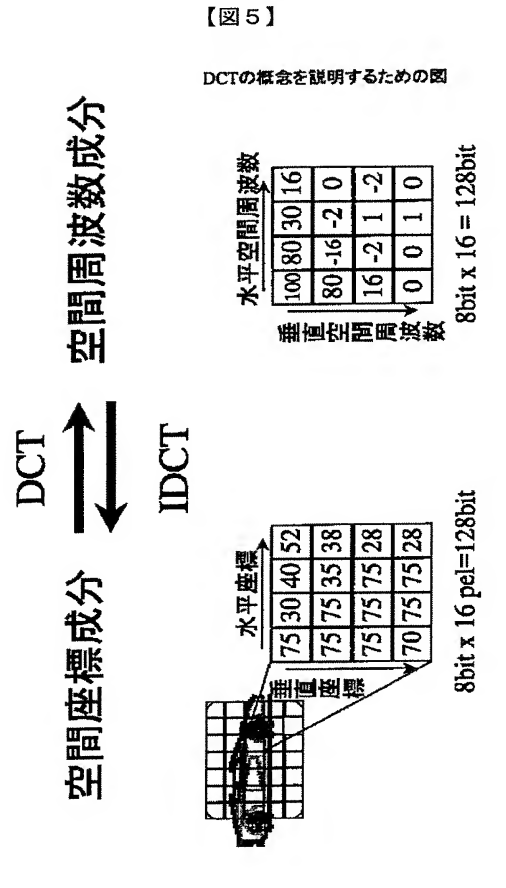 【図5】
DCTの概念を説明するための図
DCT
空間座標成分
空間周波数成分
IDCT
水平座標
垂直座標
75 30 40 52
75 75 35 38
75 75 75 28
70 75 75 28
8bit x 16 pel=128bit
水平空間周波数
垂直空間周波数
100 80 30 16
80 -16 -2 0
16 -2 1 -2
0 0 1 0
8bit x 16 = 128bit